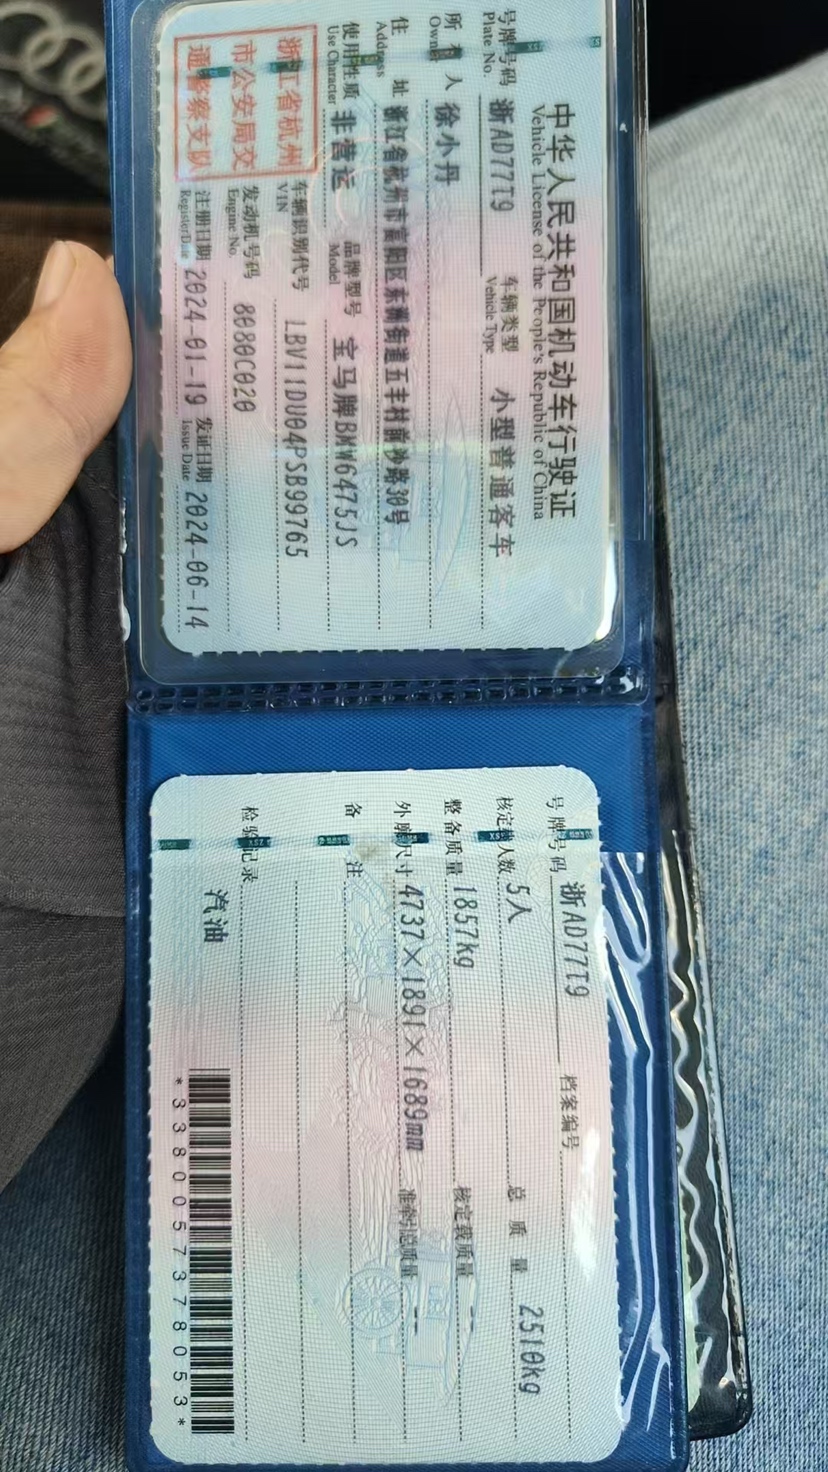 中华人民共和国机动车行驶证
Vehicle License of the People's Republic of China
号牌号码 浙AD77T9 车辆类型 小型普通客车
Plate No. Vehicle Type
所有人 徐小丹
Owner
住址 浙江省杭州市富阳区东洲街道五丰村前沙路30号
Address
使用性质 非营运 品牌型号 宝马牌BMW6475JS
Use Character Model
浙江省杭州
市公安局交
通警察支队
车辆识别代号 LBV11DU04PSB99765
VIN
发动机号码 8080C020
Engine No.
注册日期 2024-01-19 发证日期 2024-06-14
Register Date Issue Date
号牌号码 浙AD77T9 档案编号
核定载人数 5人 总质量 2510kg
整备质量 1857kg 核定载质量 --
外廓尺寸 4737×1891×1689mm 准牵引总质量 --
备注
检验记录
汽油
*3380057378053*